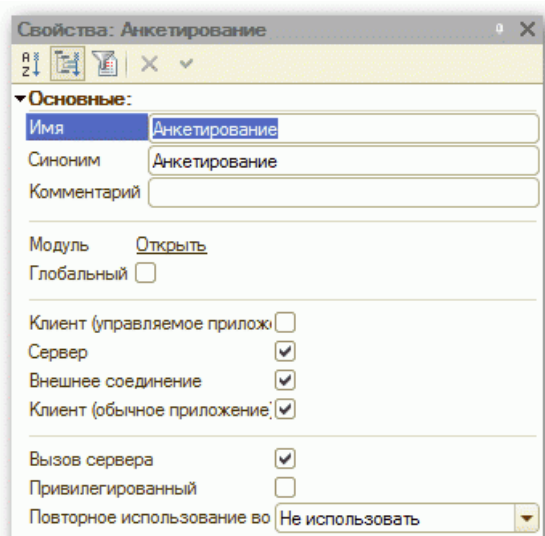 Свойства: Анкетирование
Основные:
Имя Анкетирование
Синоним Анкетирование
Комментарий
Модуль Открыть
Глобальный
Клиент (управляемое прилож
Сервер
Внешнее соединение
Клиент (обычное приложение)
Вызов сервера
Привилегированный
Повторное использование во Не использовать